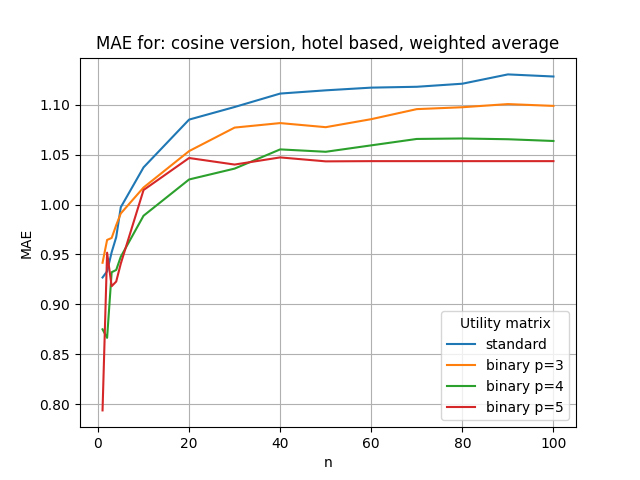 MAE for: cosine version, hotel based, weighted average
MAE
1.10
1.05
1.00
0.95
0.90
0.85
0.80
0
20
40
60
80
100
n
Utility matrix
standard
binary p=3
binary p=4
binary p=5